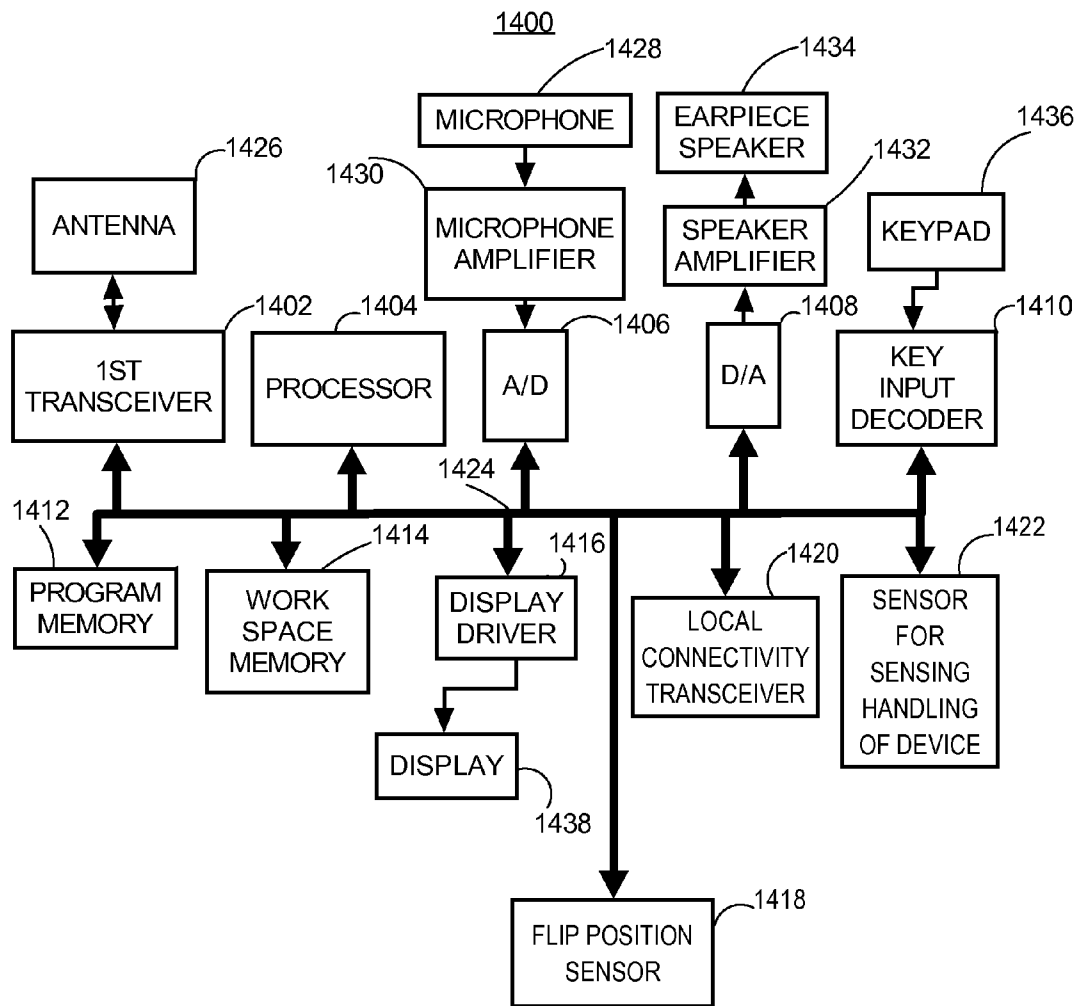 1400
1428
MICROPHONE
1434
EARPIECE
SPEAKER
1436
1426
ANTENNA
1430
MICROPHONE
AMPLIFIER
1432
SPEAKER
AMPLIFIER
KEYPAD
1402
1ST
TRANSCEIVER
1404
PROCESSOR
1406
A/D
1408
D/A
1410
KEY
INPUT
DECODER
1424
1412
PROGRAM
MEMORY
1414
WORK
SPACE
MEMORY
1416
DISPLAY
DRIVER
1420
LOCAL
CONNECTIVITY
TRANSCEIVER
1422
SENSOR
FOR
SENSING
HANDLING
OF DEVICE
DISPLAY
1438
1418
FLIP POSITION
SENSOR